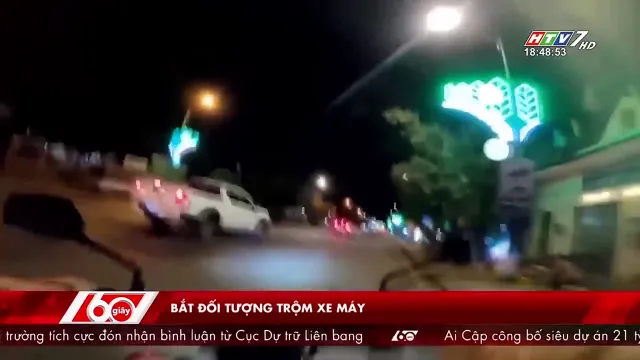 HTV7 HD
18:48:53
60 giây
BẮT ĐỐI TƯỢNG TRỘM XE MÁY
trường tích cực đón nhận bình luận từ Cục Dự trữ Liên bang 60 Ai Cập công bố siêu dự án 21 t